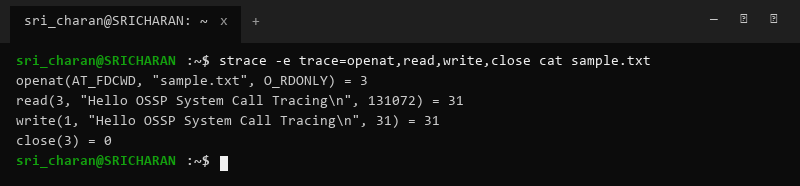 sri_charan@SRICHARAN: ~ x +
sri_charan@SRICHARAN :~$ strace -e trace=openat,read,write,close cat sample.txt
openat(AT_FDCWD, "sample.txt", O_RDONLY) = 3
read(3, "Hello OSSP System Call Tracing\n", 131072) = 31
write(1, "Hello OSSP System Call Tracing\n", 31) = 31
close(3) = 0
sri_charan@SRICHARAN :~$